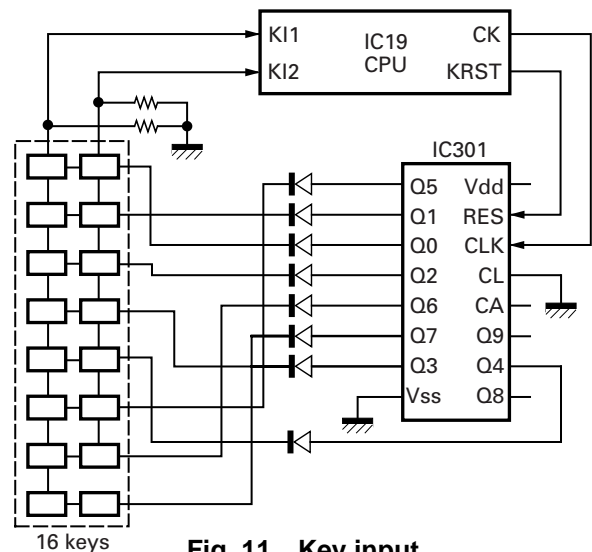 KI1
IC19
CK
KI2
CPU
KRST
IC301
Q5
Vdd
Q1
RES
Q0
CLK
Q2
CL
Q6
CA
Q7
Q9
Q3
Q4
Vss
Q8
16 keys
Fig. 11 Key input